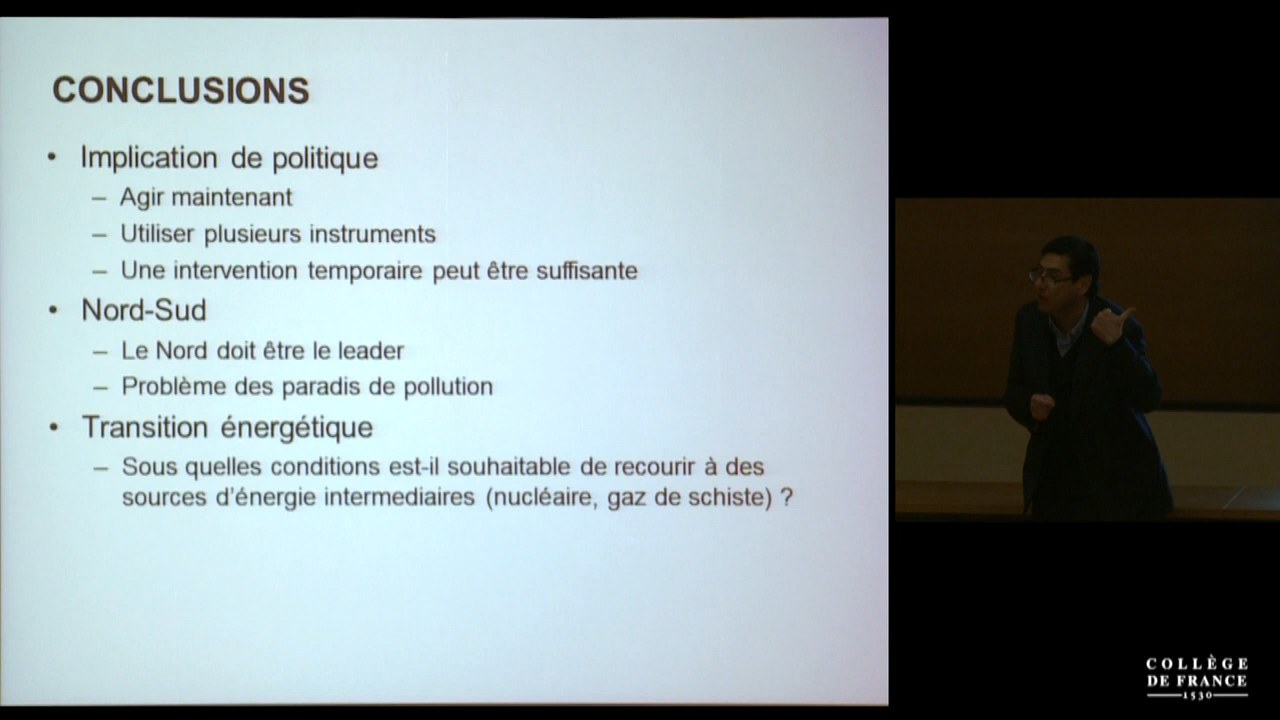 CONCLUSIONS
• Implication de politique
– Agir maintenant
– Utiliser plusieurs instruments
– Une intervention temporaire peut être suffisante
• Nord-Sud
– Le Nord doit être le leader
– Problème des paradis de pollution
• Transition énergétique
– Sous quelles conditions est-il souhaitable de recourir à des
sources d'énergie intermediaires (nucléaire, gaz de schiste) ?
COLLÈGE
DE FRANCE
1530